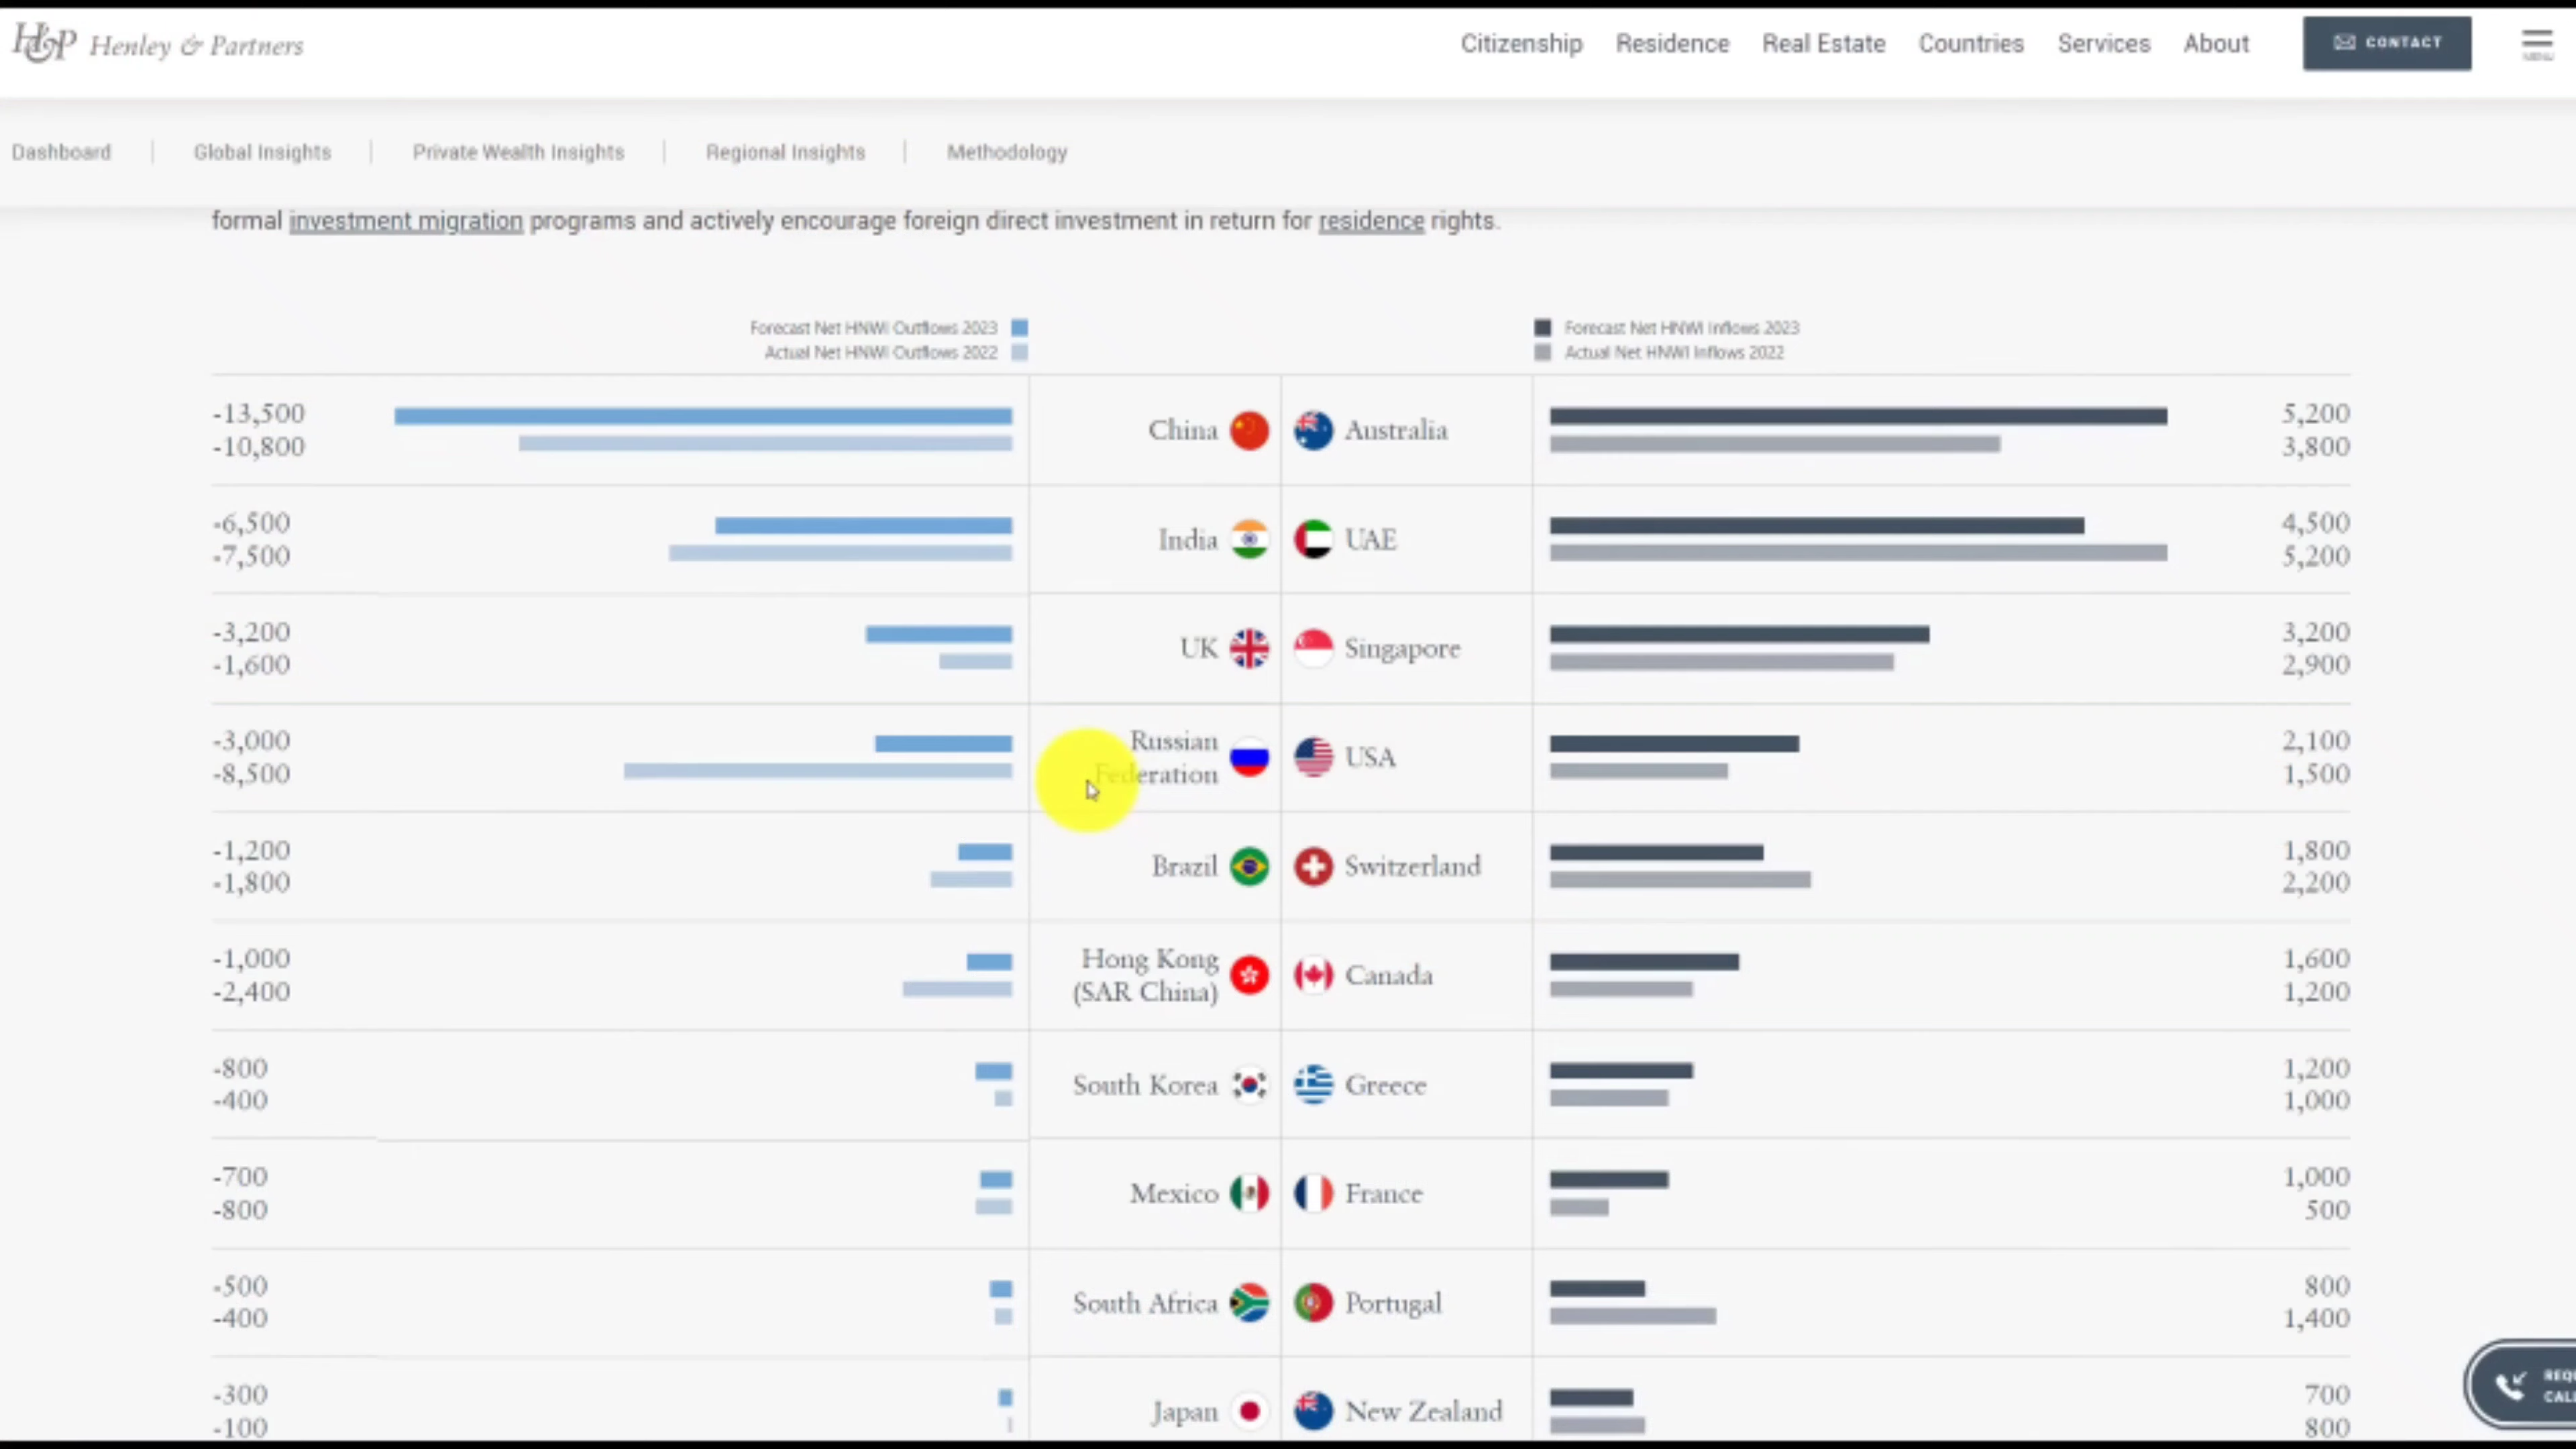 H&P Henley & Partners
Citizenship Residence Real Estate Countries Services About CONTACT
MENU
Dashboard Global Insights Private Wealth Insights Regional Insights Methodology
formal investment migration programs and actively encourage foreign direct investment in return for residence rights.
Forecast Net HNWI Outflows 2023
Actual Net HNWI Outflows 2022
Forecast Net HNWI Inflows 2023
Actual Net HNWI Inflows 2022
-13,500
-10,800
China
Australia
5,200
3,800
-6,500
-7,500
India
UAE
4,500
5,200
-3,200
-1,600
UK
Singapore
3,200
2,900
-3,000
-8,500
Russian
Federation
USA
2,100
1,500
-1,200
-1,800
Brazil
Switzerland
1,800
2,200
-1,000
-2,400
Hong Kong
(SAR China)
Canada
1,600
1,200
-800
-400
South Korea
Greece
1,200
1,000
-700
-800
Mexico
France
1,000
500
-500
-400
South Africa
Portugal
800
1,400
-300
-100
Japan
New Zealand
700
800
REQU
CALL